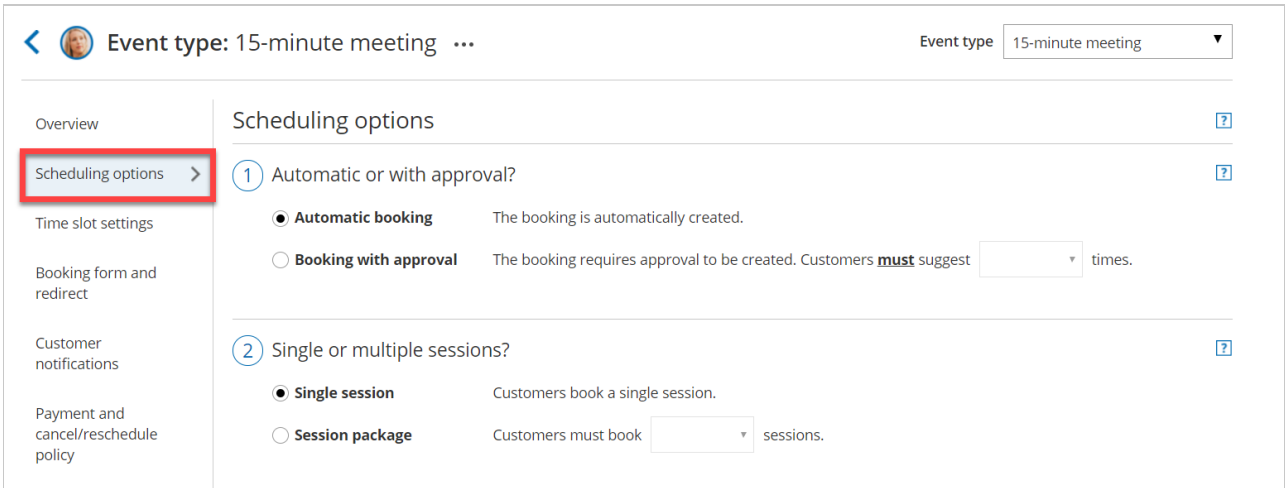 Event type: 15-minute meeting ...
Event type 15-minute meeting
Overview
Scheduling options
Time slot settings
Booking form and
redirect
Customer
notifications
Payment and
cancel/reschedule
policy
Scheduling options ?
1 Automatic or with approval? ?
Automatic booking The booking is automatically created.
Booking with approval The booking requires approval to be created. Customers must suggest times.
2 Single or multiple sessions? ?
Single session Customers book a single session.
Session package Customers must book sessions.